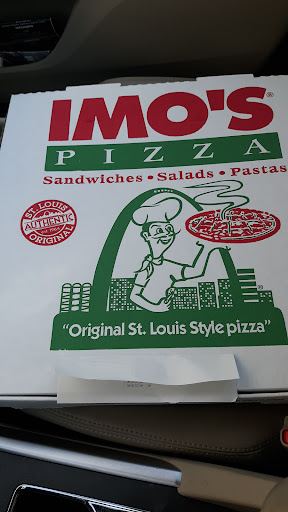 IMO'S®
PIZZA
Sandwiches • Salads • Pastas
ST. LOUIS
AUTHENTIC
ORIGINAL
"Original St. Louis Style pizza"